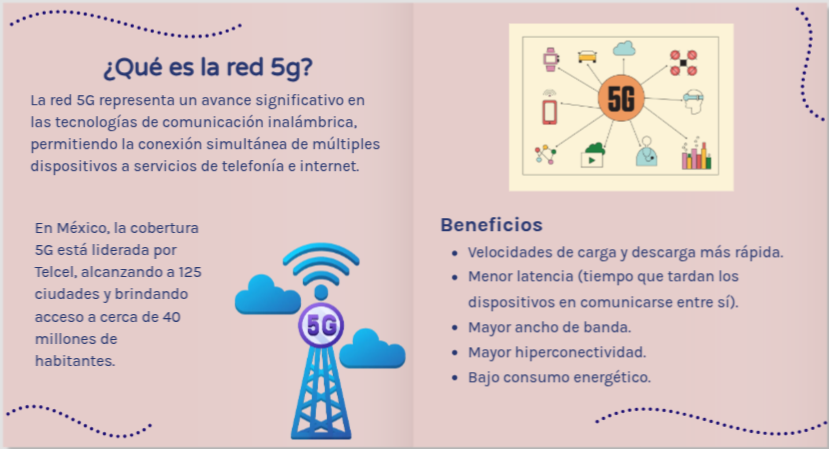 ¿Qué es la red 5g?
La red 5G representa un avance significativo en
las tecnologías de comunicación inalámbrica,
permitiendo la conexión simultánea de múltiples
dispositivos a servicios de telefonía e internet.
En México, la cobertura
5G está liderada por
Telcel, alcanzando a 125
ciudades y brindando
acceso a cerca de 40
millones de
habitantes.
5G
5G
Beneficios
• Velocidades de carga y descarga más rápida.
• Menor latencia (tiempo que tardan los
dispositivos en comunicarse entre sí).
• Mayor ancho de banda.
• Mayor hiperconectividad.
• Bajo consumo energético.